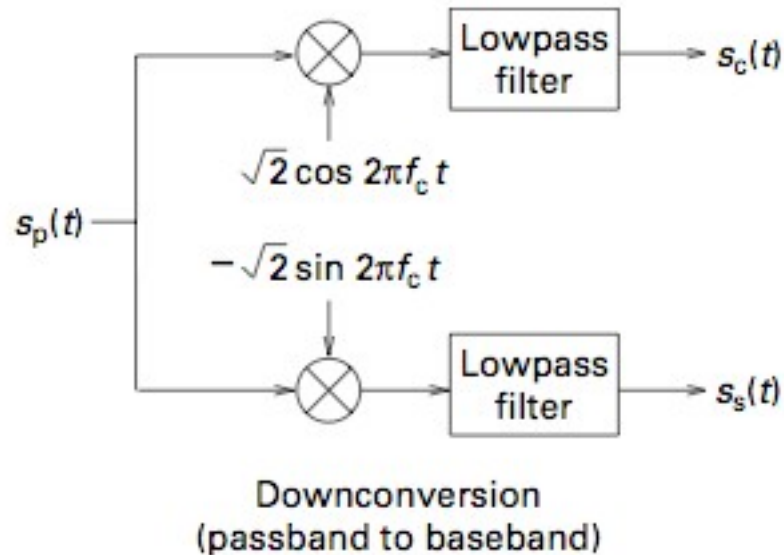 Lowpass
filter
s_c(t)
√2 cos 2πf_c t
s_p(t)
− √2 sin 2πf_c t
Lowpass
filter
s_s(t)
Downconversion
(passband to baseband)